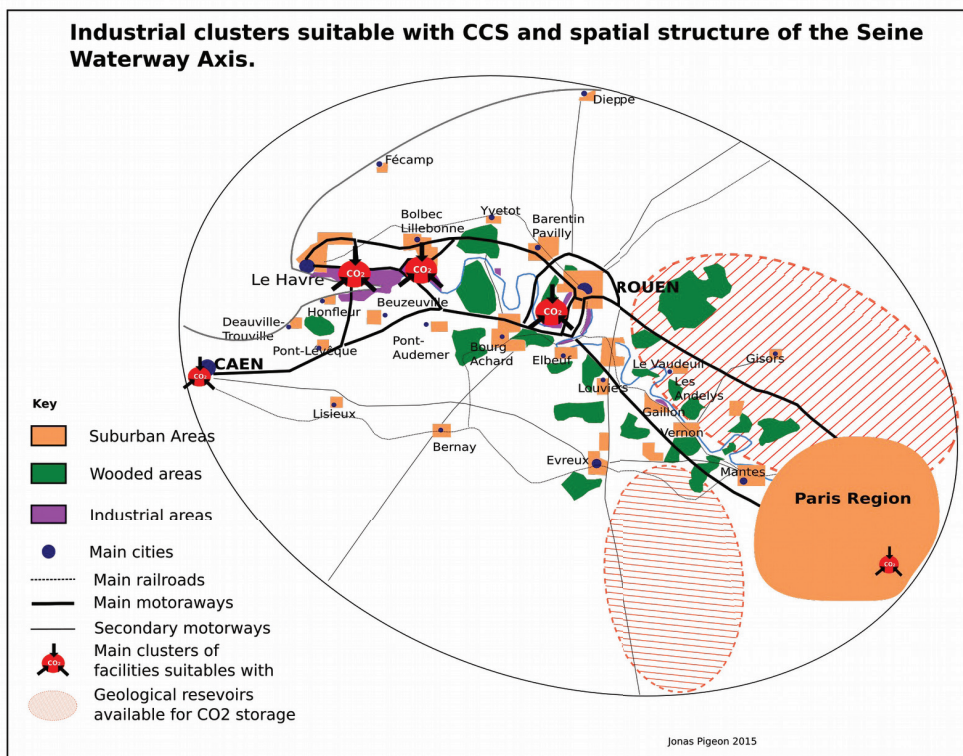 Industrial clusters suitable with CCS and spatial structure of the Seine
Waterway Axis.
Dieppe
Fécamp
Yvetot
Bolbec
Lillebonne
Barentin
Pavilly
CO₂
CO₂
Le Havre
ROUEN
Honfleur
Beuzeuville
CO₂
Deauville-
Trouville
Pont-Lévêque
Pont-
Audemer
Bourg
Achard
Elbeuf
Le Vaudeuil
Gisors
CAEN
CO₂
Louviers
Les
Andelys
Gaillon
Lisieux
Vernon
Bernay
Evreux
Mantes
Paris Region
CO₂
Key
Suburban Areas
Wooded areas
Industrial areas
Main cities
Main railroads
Main motoraways
Secondary motorways
CO₂
Main clusters of
facilities suitables with
Geological resevoirs
available for CO2 storage
Jonas Pigeon 2015